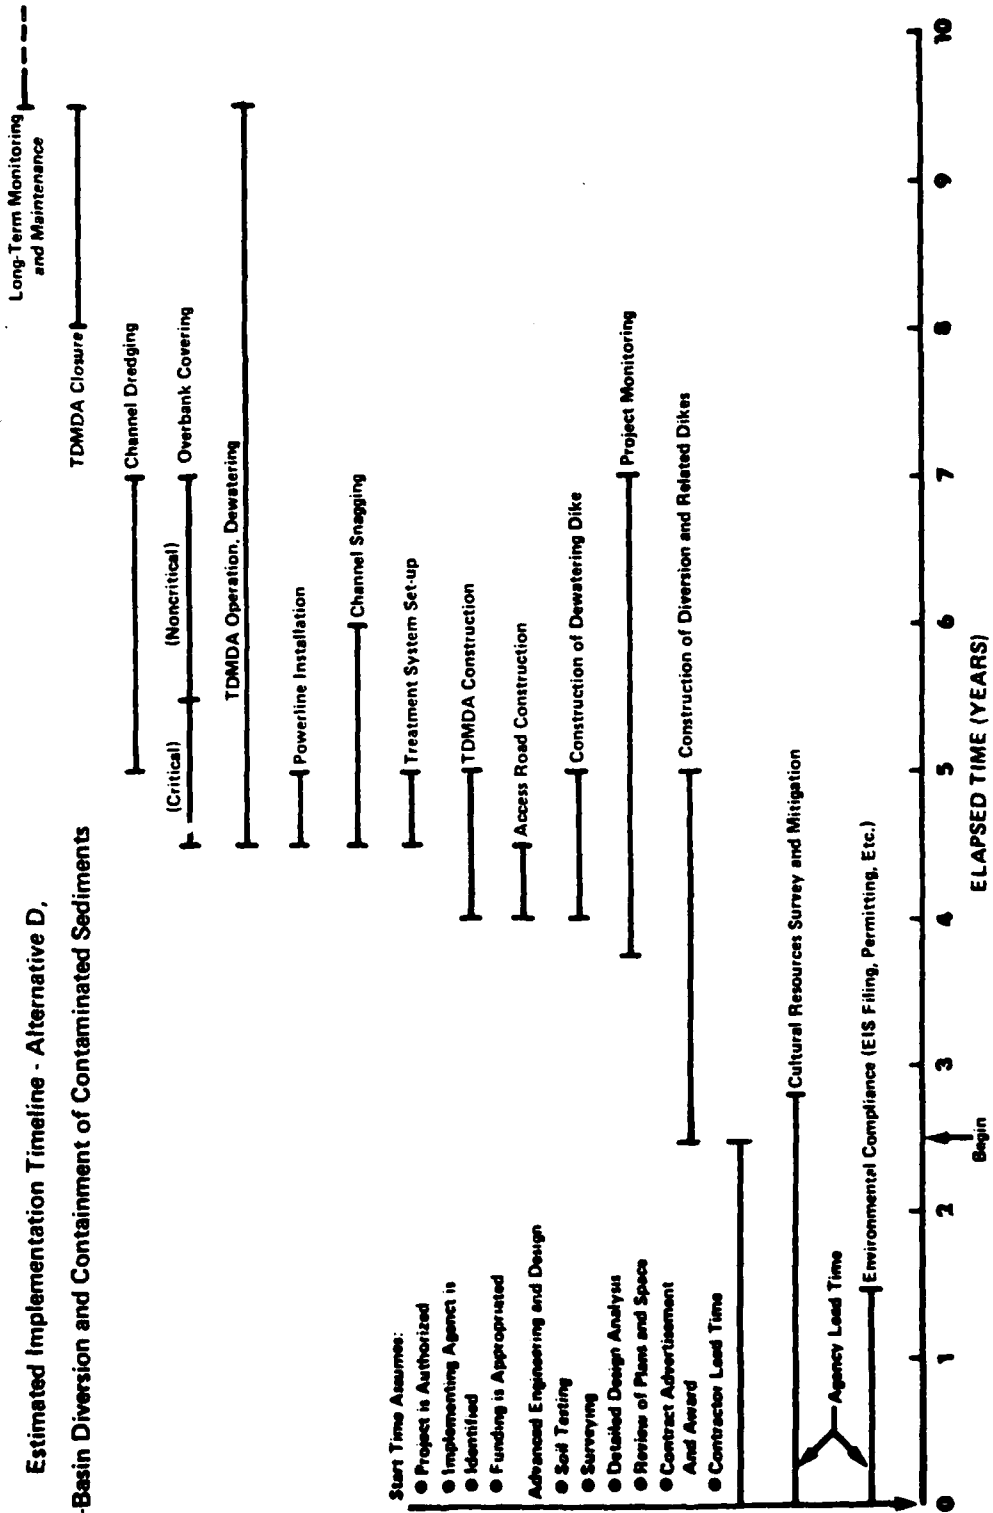 Estimated Implementation Timeline - Alternative D,
-Basin Diversion and Containment of Contaminated Sediments
Long-Term Monitoring
and Maintenance
TDMDA Closure
Channel Dredging
(Critical) (Noncritical)
Overbank Covering
TDMDA Operation, Dewatering
Powerline Installation
Channel Snagging
Treatment System Set-up
TDMDA Construction
Access Road Construction
Construction of Dewatering Dike
Project Monitoring
Construction of Diversion and Related Dikes
Start Time Assumes:
● Project is Authorized
● Implementing Agenct is
● Identified
● Funding is Appropriated
Advanced Engineering and Design
● Soil Testing
● Surveying
● Detailed Design Analysis
● Review of Plans and Specs
● Contract Advertisement
And Award
● Contractor Lead Time
Cultural Resources Survey and Mitigation
Agency Lead Time
Environmental Compliance (EIS Filing, Permitting, Etc.)
0 1 2 3 4 5 6 7 8 9 10
Begin
ELAPSED TIME (YEARS)